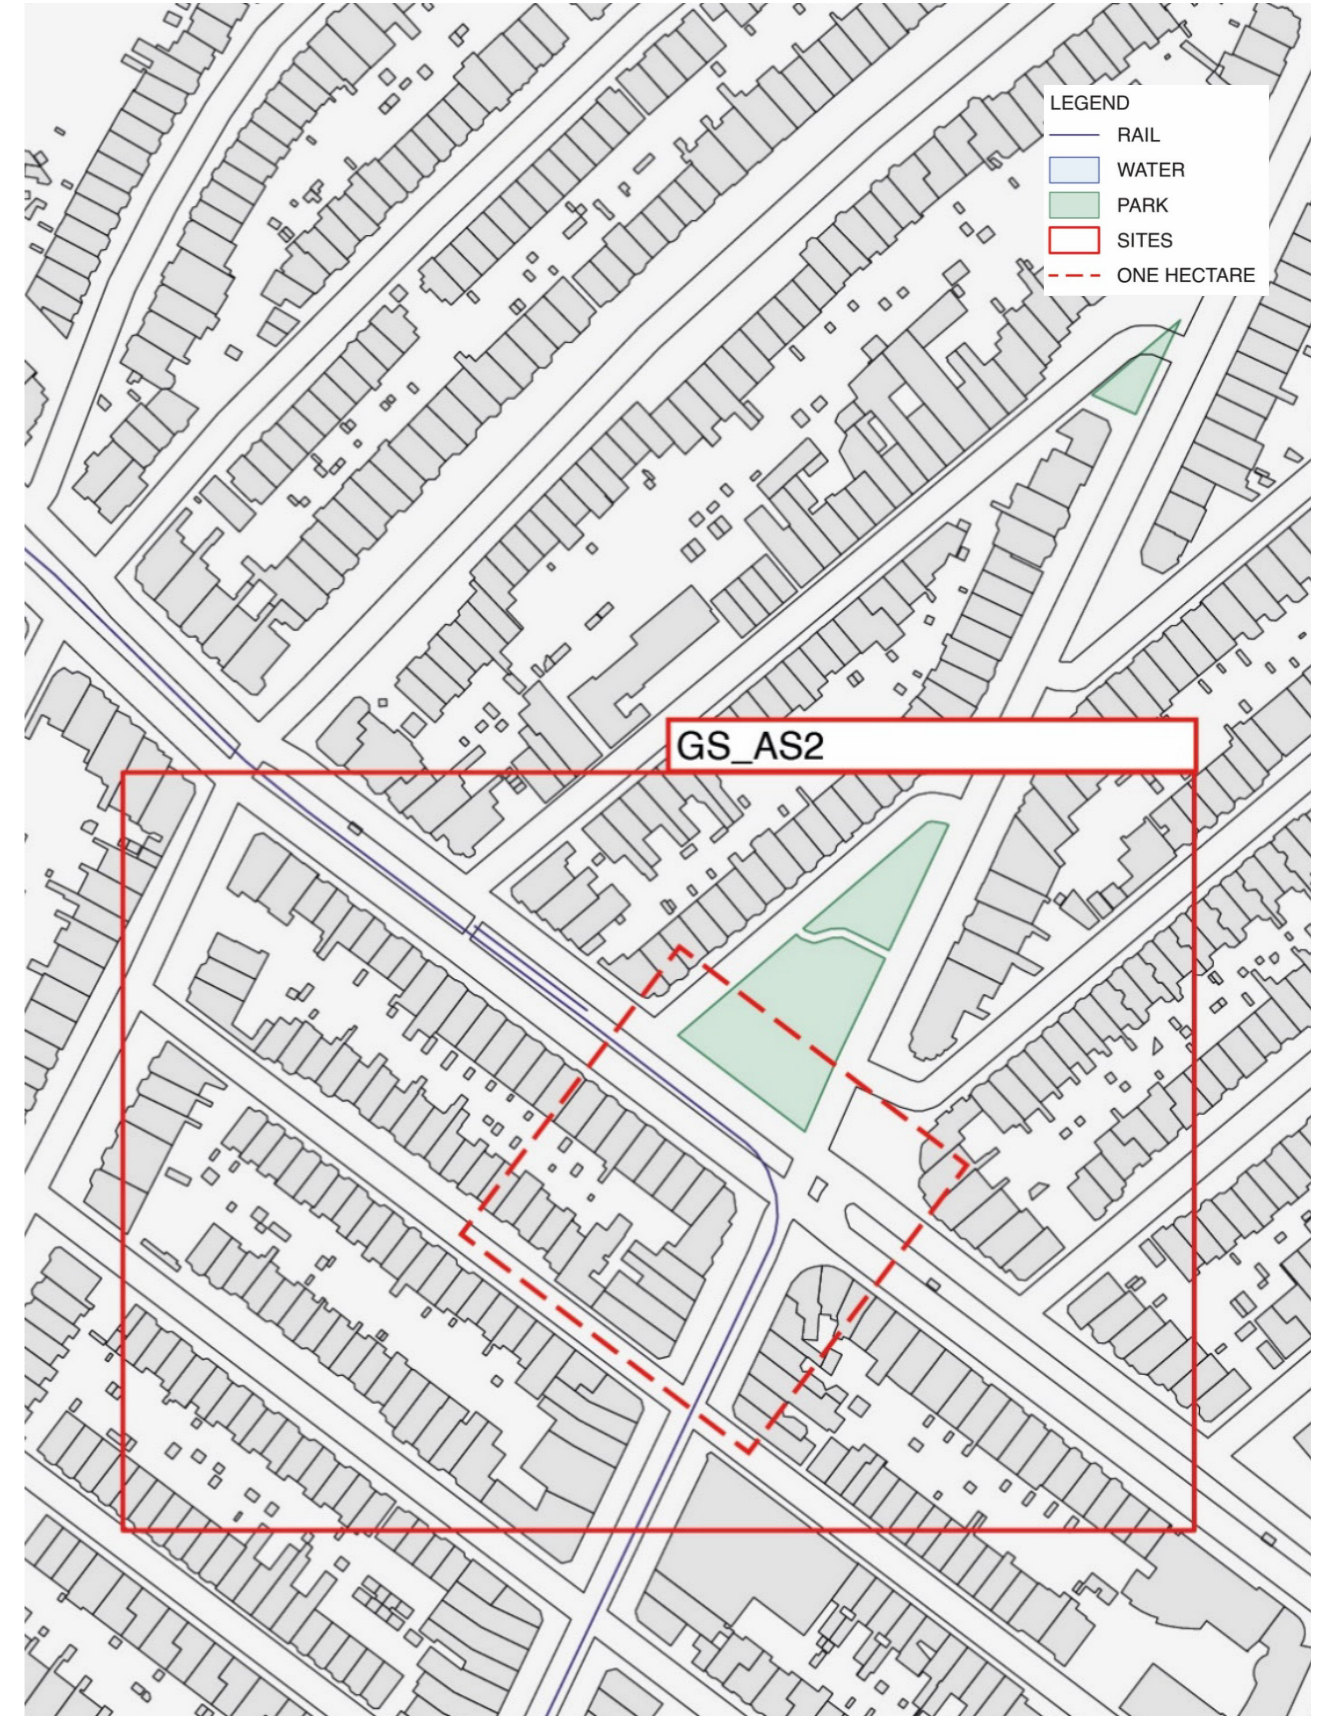 LEGEND
RAIL
WATER
PARK
SITES
ONE HECTARE
GS_AS2